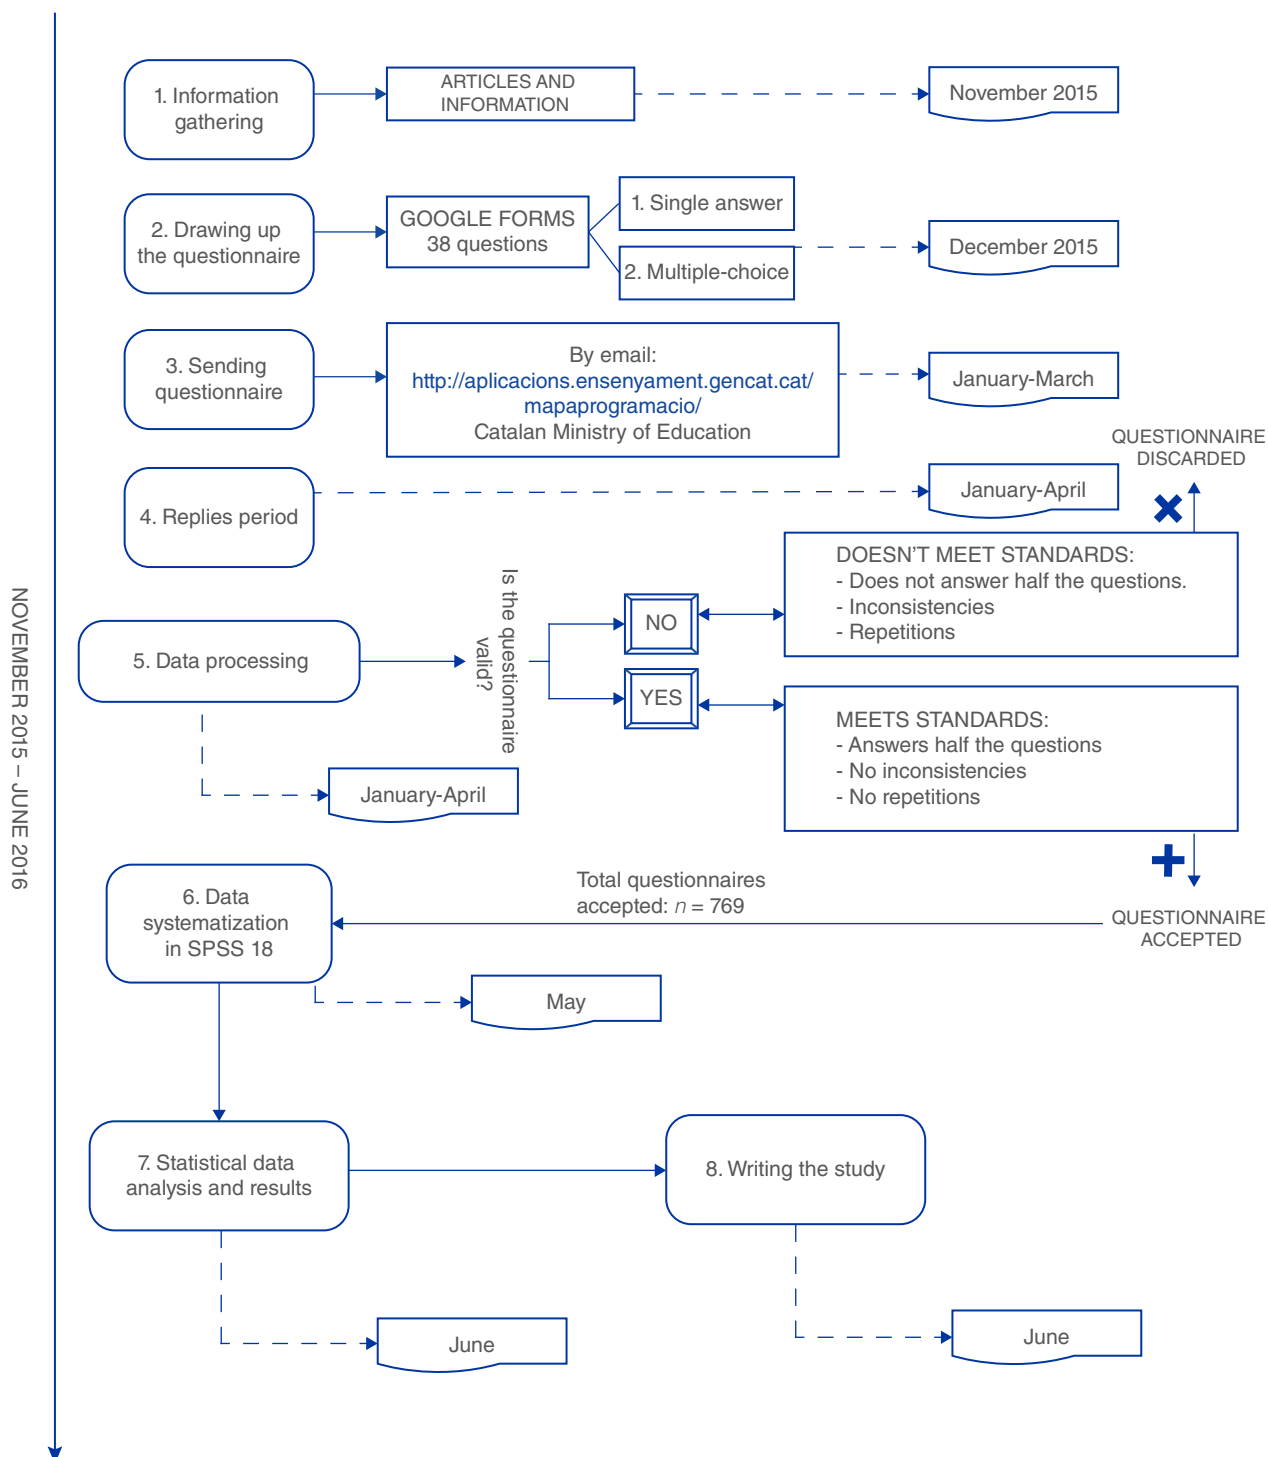 1. Information
gathering
ARTICLES AND
INFORMATION
November 2015
2. Drawing up
the questionnaire
GOOGLE FORMS
38 questions
1. Single answer
2. Multiple-choice
December 2015
3. Sending
questionnaire
By email:
http://aplicacions.ensenyament.gencat.cat/
mapaprogramacio/
Catalan Ministry of Education
January-March
QUESTIONNAIRE
DISCARDED
4. Replies period
January-April
DOESN'T MEET STANDARDS:
- Does not answer half the questions.
- Inconsistencies
- Repetitions
5. Data processing
Is the questionnaire
valid?
NO
YES
MEETS STANDARDS:
- Answers half the questions
- No inconsistencies
- No repetitions
January-April
NOVEMBER 2015 – JUNE 2016
6. Data
systematization
in SPSS 18
Total questionnaires
accepted: n = 769
QUESTIONNAIRE
ACCEPTED
May
7. Statistical data
analysis and results
8. Writing the study
June
June